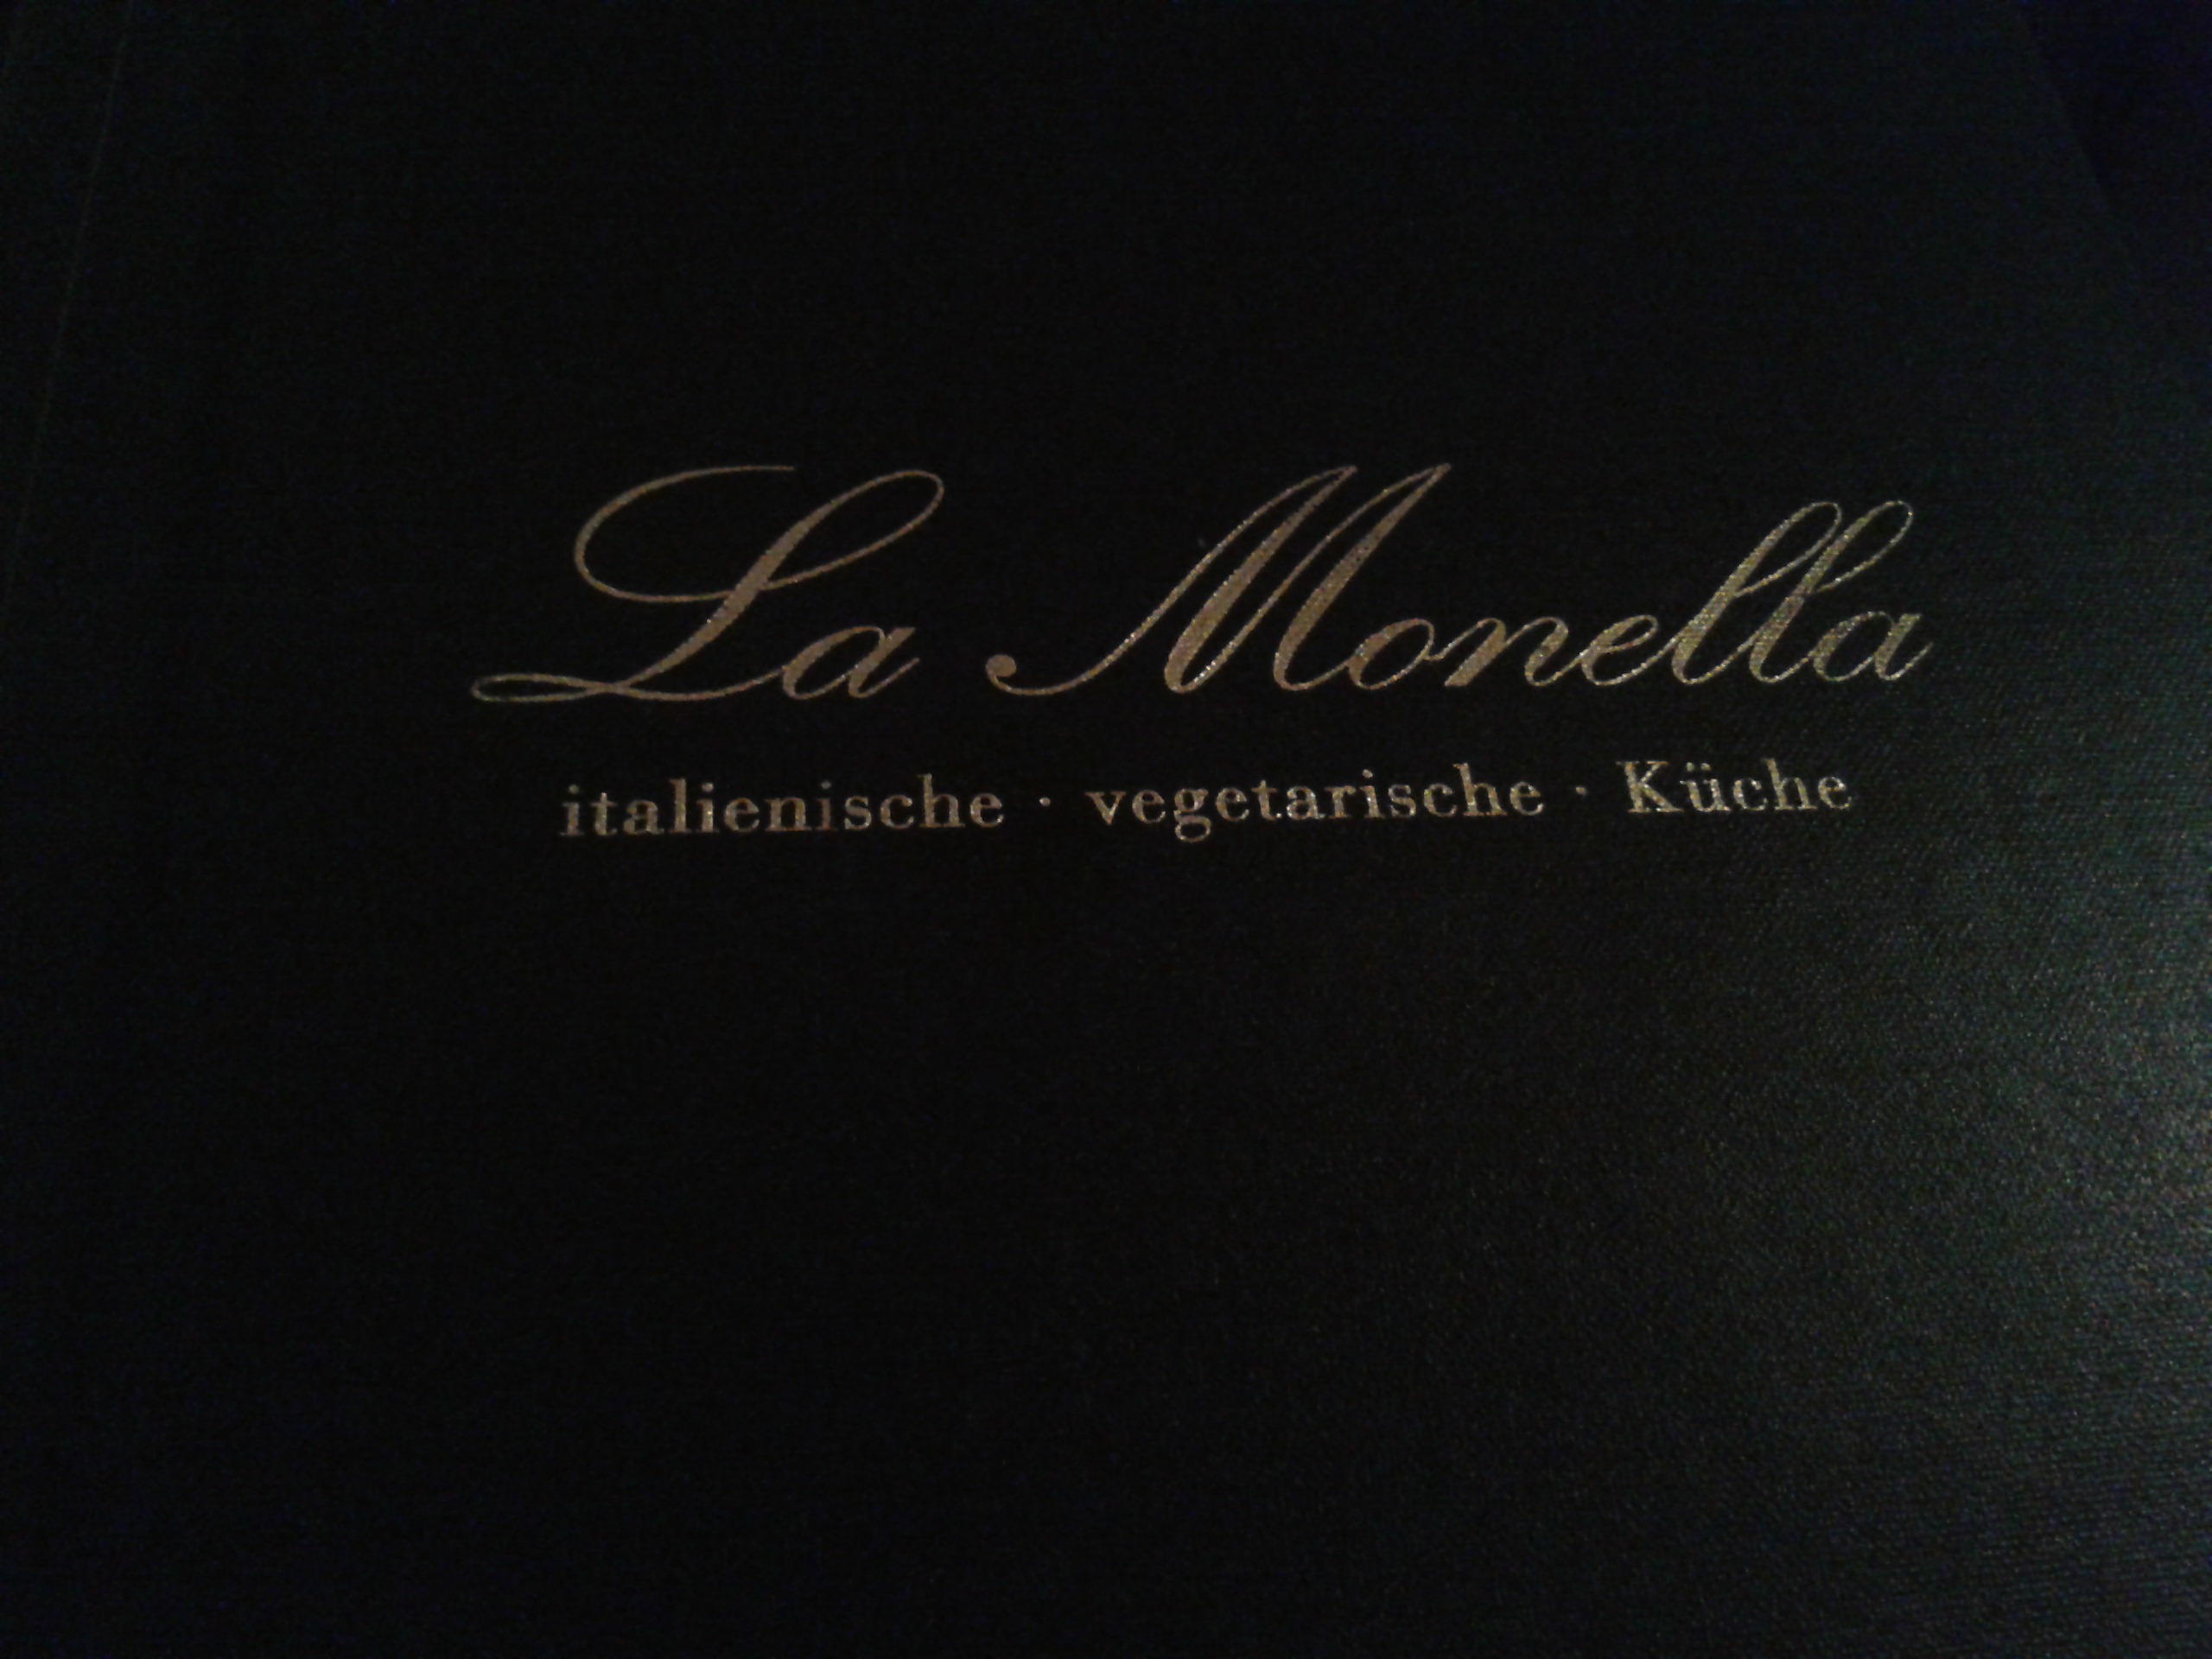 La Monella
italienische · vegetarische · Küche